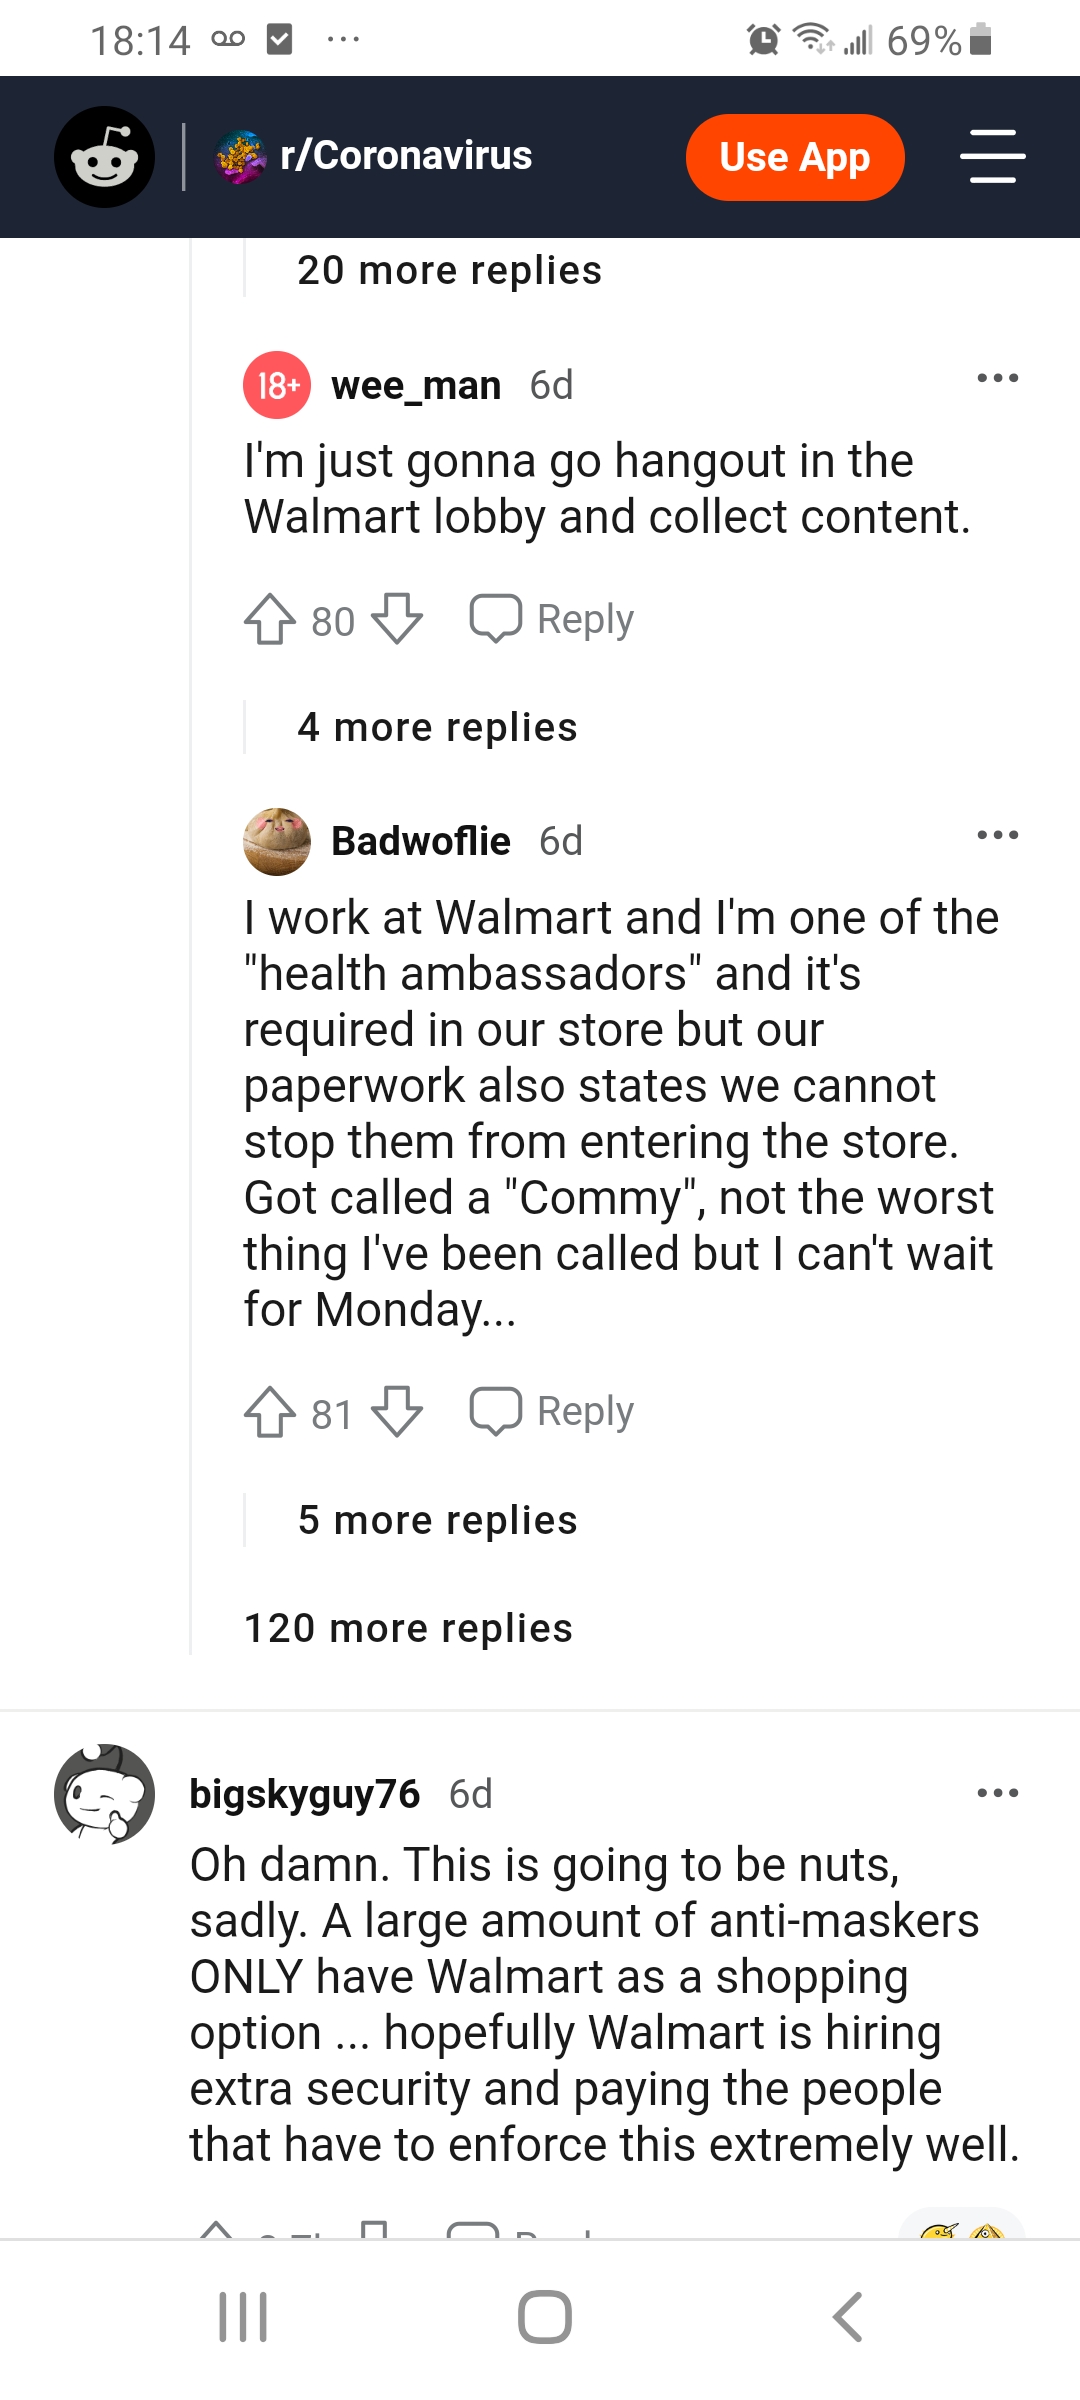 18:14 69%
r/Coronavirus Use App
20 more replies
18+ wee_man 6d
I'm just gonna go hangout in the
Walmart lobby and collect content.
80 Reply
4 more replies
Badwoflie 6d
I work at Walmart and I'm one of the
"health ambassadors" and it's
required in our store but our
paperwork also states we cannot
stop them from entering the store.
Got called a "Commy", not the worst
thing I've been called but I can't wait
for Monday...
81 Reply
5 more replies
120 more replies
bigskyguy76 6d
Oh damn. This is going to be nuts,
sadly. A large amount of anti-maskers
ONLY have Walmart as a shopping
option ... hopefully Walmart is hiring
extra security and paying the people
that have to enforce this extremely well.